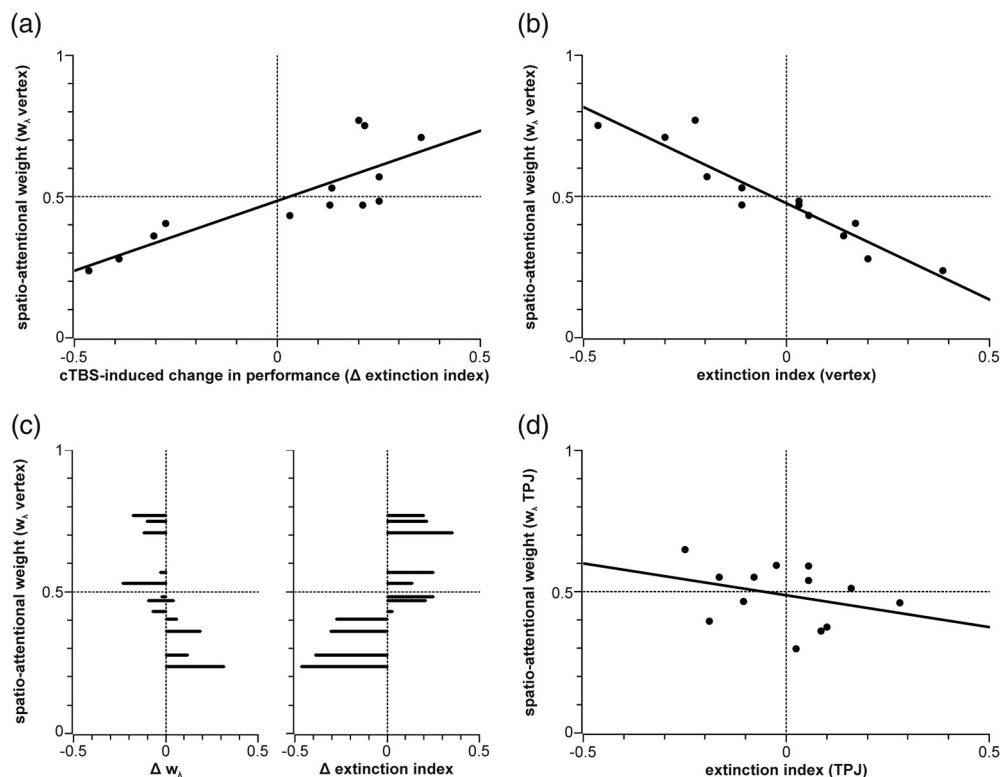 (a)
spatio-attentional weight (wλ vertex)
1
0.5
0
-0.5
0
0.5
cTBS-induced change in performance (Δ extinction index)
(b)
spatio-attentional weight (wλ vertex)
1
0.5
0
-0.5
0
0.5
extinction index (vertex)
(c)
spatio-attentional weight (wλ vertex)
1
0.5
0
-0.5
0
0.5
Δ wλ
-0.5
0
0.5
Δ extinction index
(d)
spatio-attentional weight (wλ TPJ)
1
0.5
0
-0.5
0
0.5
extinction index (TPJ)